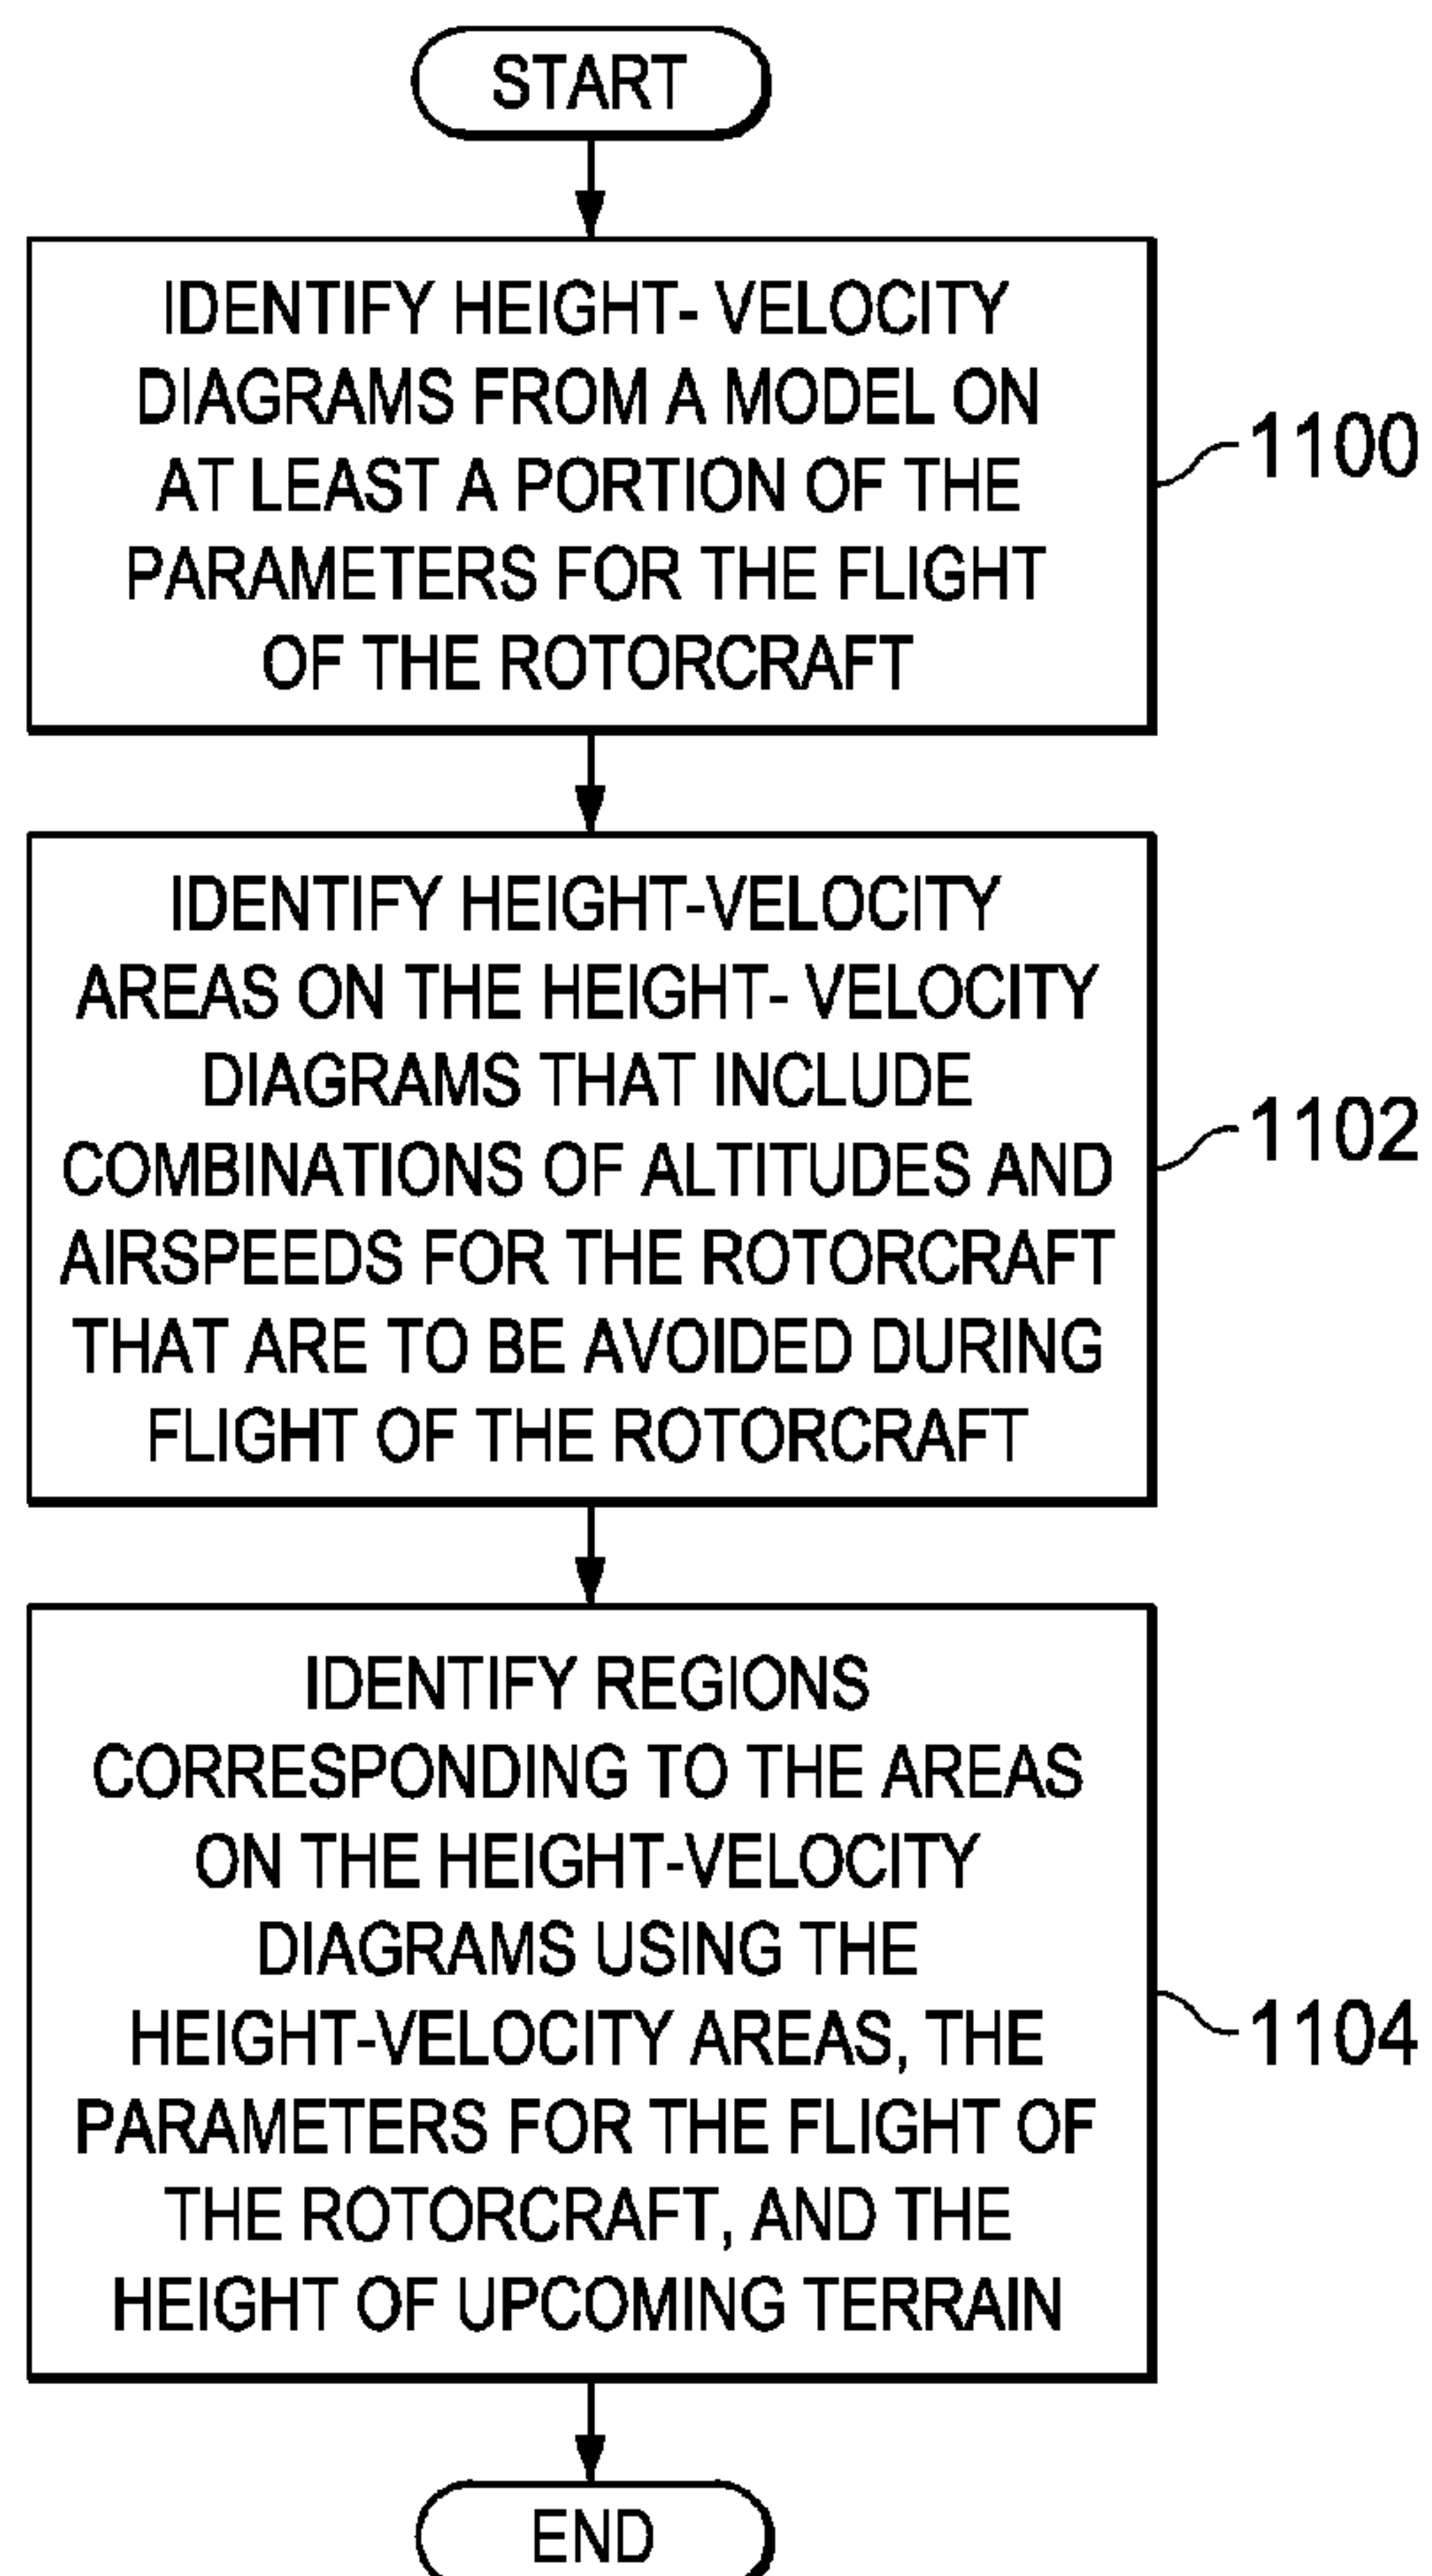 START
IDENTIFY HEIGHT- VELOCITY
DIAGRAMS FROM A MODEL ON
AT LEAST A PORTION OF THE
PARAMETERS FOR THE FLIGHT
OF THE ROTORCRAFT
1100
IDENTIFY HEIGHT-VELOCITY
AREAS ON THE HEIGHT- VELOCITY
DIAGRAMS THAT INCLUDE
COMBINATIONS OF ALTITUDES AND
AIRSPEEDS FOR THE ROTORCRAFT
THAT ARE TO BE AVOIDED DURING
FLIGHT OF THE ROTORCRAFT
1102
IDENTIFY REGIONS
CORRESPONDING TO THE AREAS
ON THE HEIGHT-VELOCITY
DIAGRAMS USING THE
HEIGHT-VELOCITY AREAS, THE
PARAMETERS FOR THE FLIGHT OF
THE ROTORCRAFT, AND THE
HEIGHT OF UPCOMING TERRAIN
1104
END